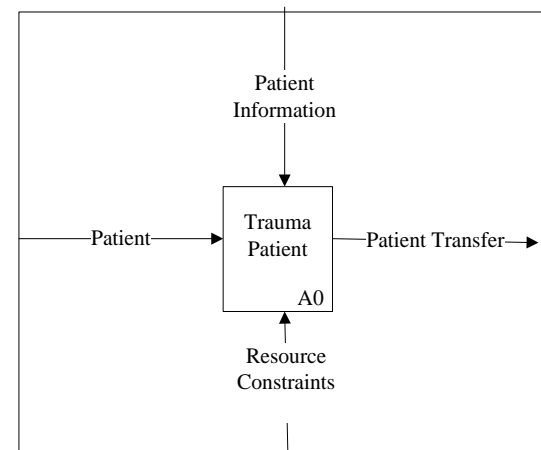 Patient
Information
Trauma
Patient
Patient
Patient Transfer
A0
Resource
Constraints